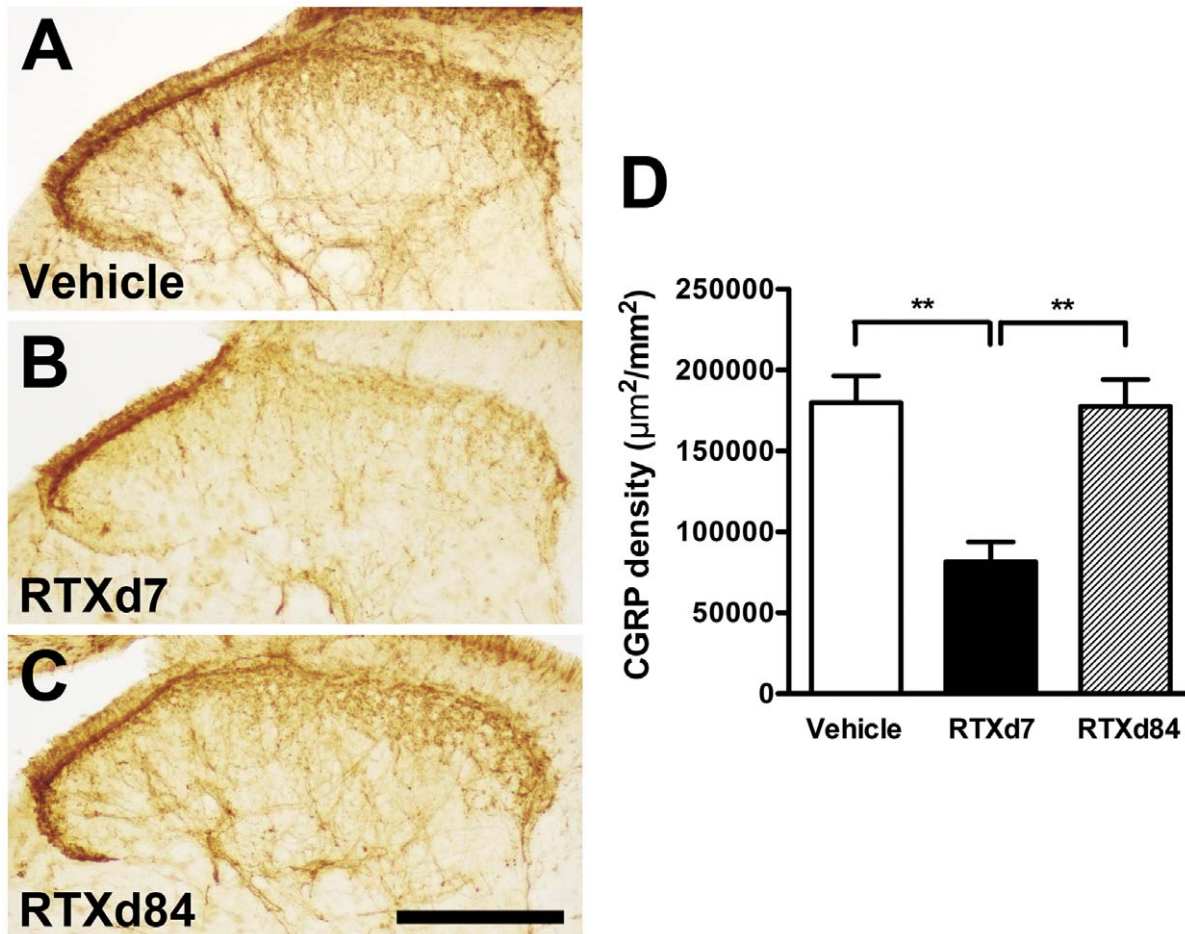 A
Vehicle
B
RTXd7
C
RTXd84
D
CGRP density (μm²/mm²)
250000
200000
150000
100000
50000
0
** **
Vehicle RTXd7 RTXd84